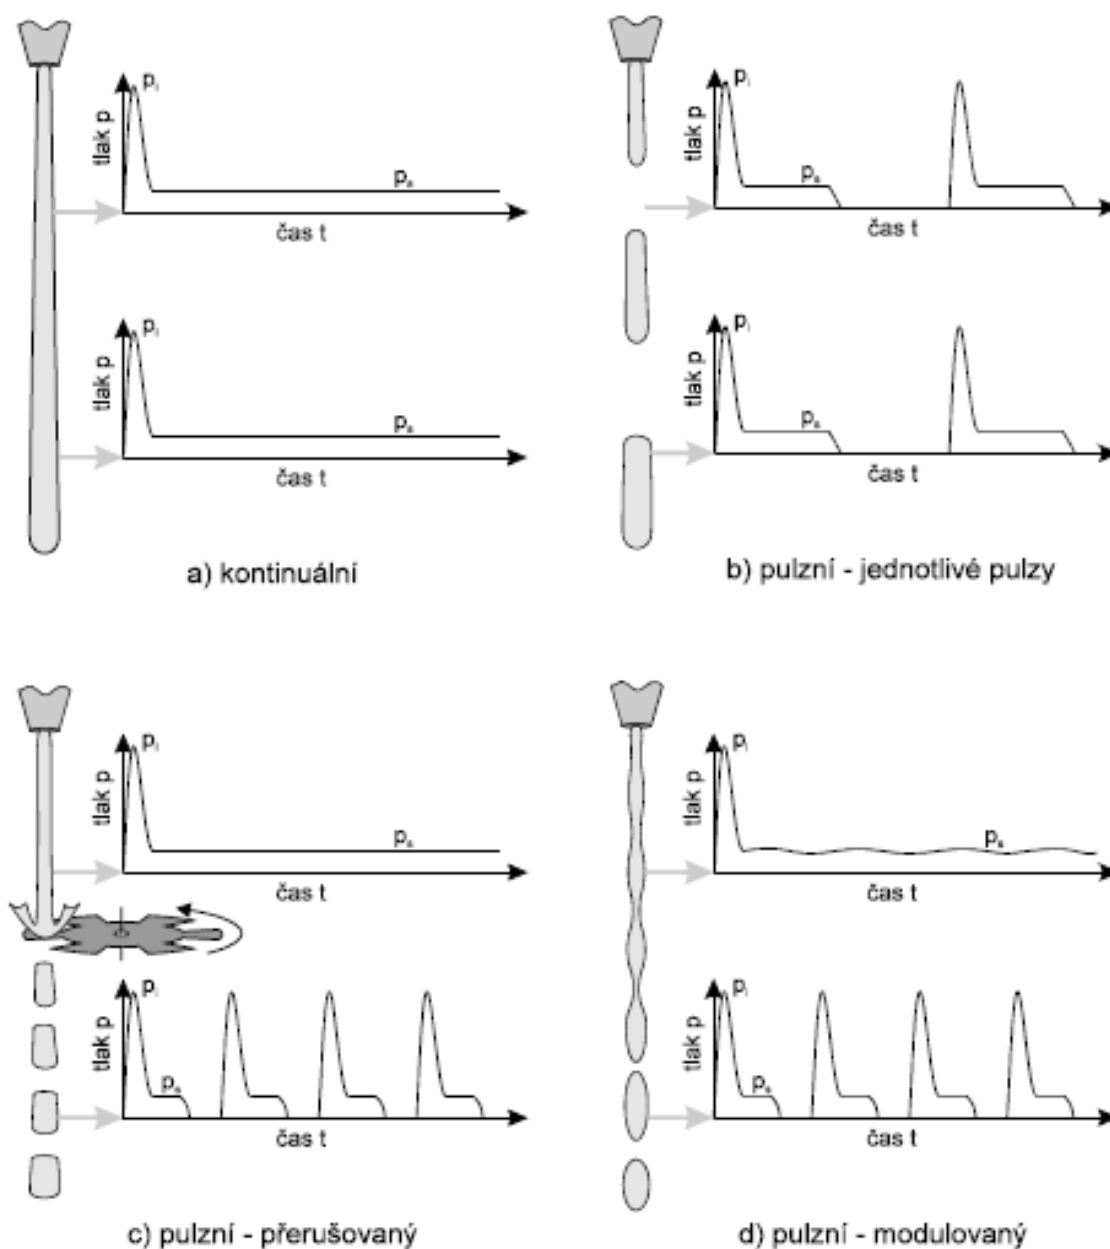 pᵢ
tlak p
pₛ
čas t
pᵢ
tlak p
pₛ
čas t
a) kontinuální
pᵢ
tlak p
pₛ
čas t
pᵢ
tlak p
pₛ
čas t
b) pulzní - jednotlivé pulzy
pᵢ
tlak p
pₛ
čas t
pᵢ
tlak p
pₛ
čas t
c) pulzní - přerušovaný
pᵢ
tlak p
pₛ
čas t
pᵢ
tlak p
pₛ
čas t
d) pulzní - modulovaný